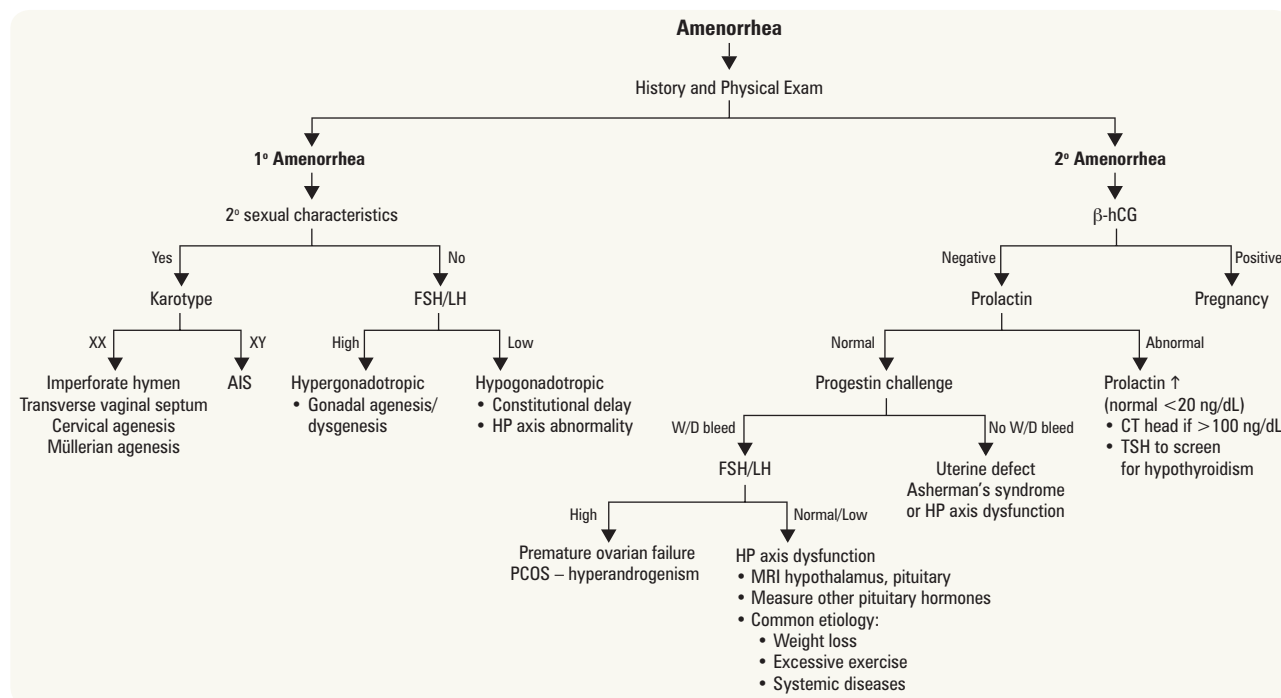 Amenorrhea
History and Physical Exam
1º Amenorrhea
2º Amenorrhea
2º sexual characteristics
β-hCG
Yes
No
Negative
Positive
Karotype
FSH/LH
Prolactin
Pregnancy
XX
XY
High
Low
Normal
Abnormal
Imperforate hymen
Transverse vaginal septum
Cervical agenesis
Müllerian agenesis
AIS
Hypergonadotropic
• Gonadal agenesis/
dysgenesis
Hypogonadotropic
• Constitutional delay
• HP axis abnormality
Progestin challenge
Prolactin ↑
(normal <20 ng/dL)
• CT head if >100 ng/dL
• TSH to screen
for hypothyroidism
W/D bleed
No W/D bleed
FSH/LH
Uterine defect
Asherman's syndrome
or HP axis dysfunction
High
Normal/Low
Premature ovarian failure
PCOS – hyperandrogenism
HP axis dysfunction
• MRI hypothalamus, pituitary
• Measure other pituitary hormones
• Common etiology:
• Weight loss
• Excessive exercise
• Systemic diseases